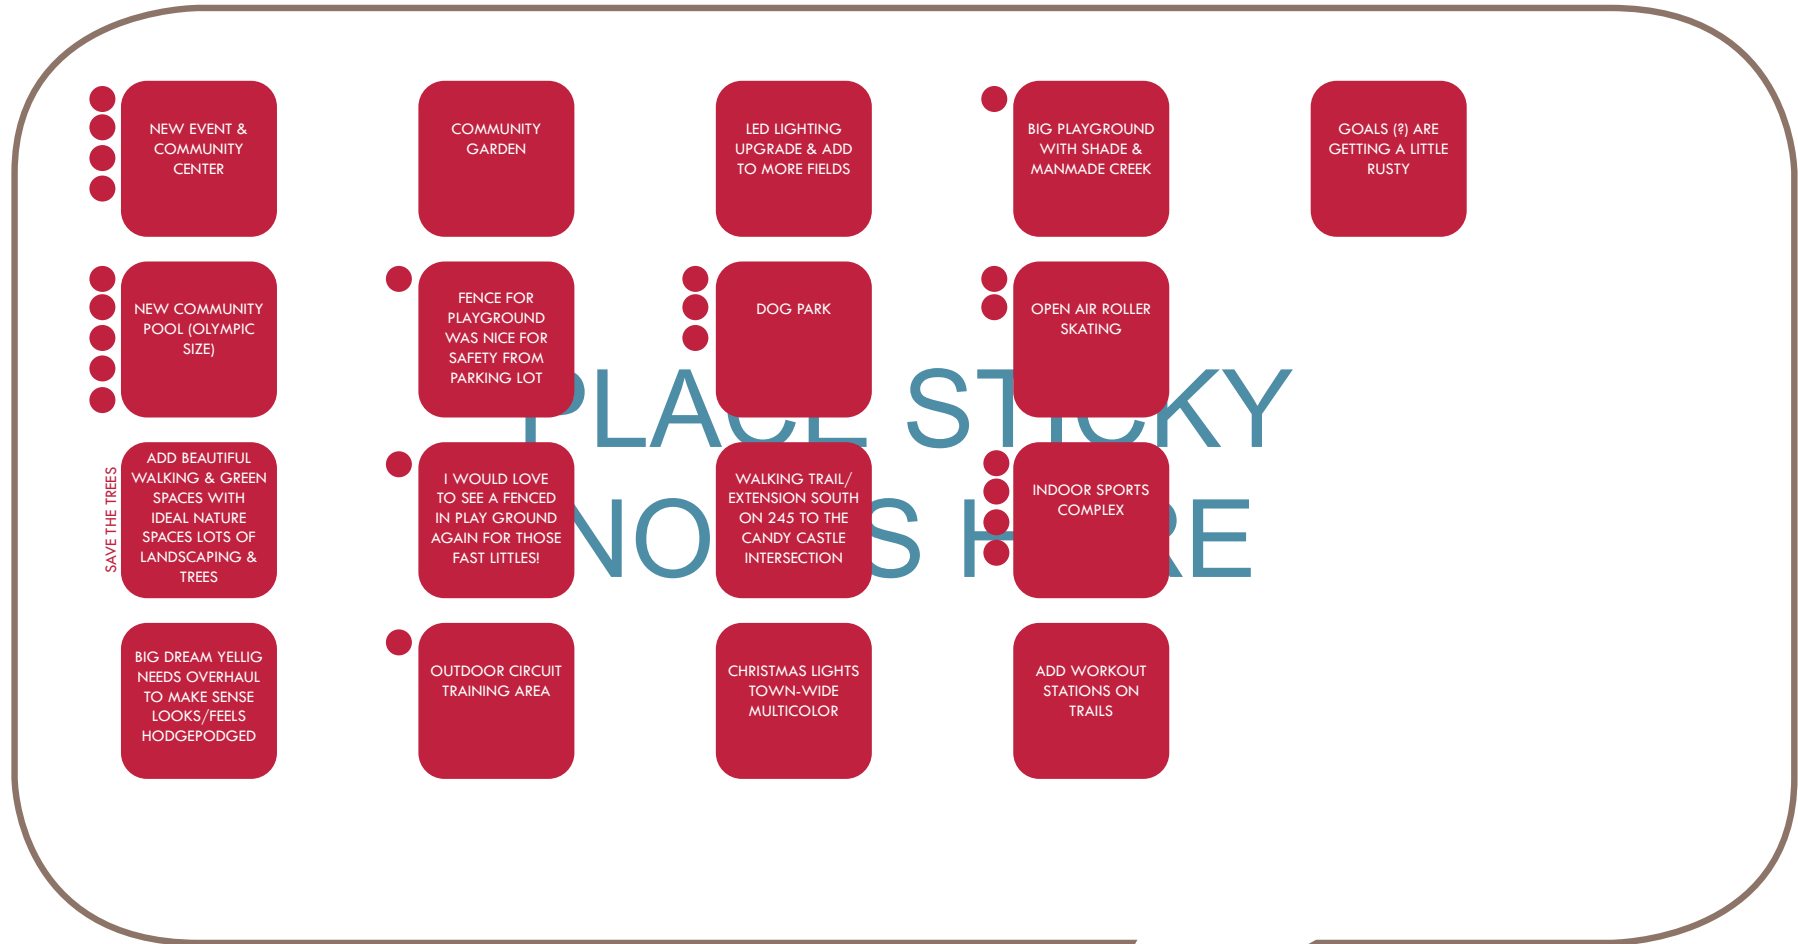 NEW EVENT &
COMMUNITY
CENTER
COMMUNITY
GARDEN
LED LIGHTING
UPGRADE & ADD
TO MORE FIELDS
BIG PLAYGROUND
WITH SHADE &
MANMADE CREEK
GOALS (?) ARE
GETTING A LITTLE
RUSTY
NEW COMMUNITY
POOL (OLYMPIC
SIZE)
FENCE FOR
PLAYGROUND
WAS NICE FOR
SAFETY FROM
PARKING LOT
DOG PARK
OPEN AIR ROLLER
SKATING
PLACE STICKY
SAVE THE TREES
ADD BEAUTIFUL
WALKING & GREEN
SPACES WITH
IDEAL NATURE
SPACES LOTS OF
LANDSCAPING &
TREES
I WOULD LOVE
TO SEE A FENCED
IN PLAY GROUND
AGAIN FOR THOSE
FAST LITTLES!
WALKING TRAIL/
EXTENSION SOUTH
ON 245 TO THE
CANDY CASTLE
INTERSECTION
INDOOR SPORTS
COMPLEX
NOTES HERE
BIG DREAM YELLIG
NEEDS OVERHAUL
TO MAKE SENSE
LOOKS/FEELS
HODGEPODGED
OUTDOOR CIRCUIT
TRAINING AREA
CHRISTMAS LIGHTS
TOWN-WIDE
MULTICOLOR
ADD WORKOUT
STATIONS ON
TRAILS